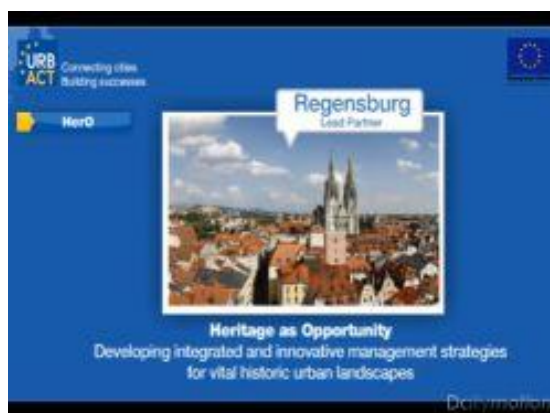 URB
ACT
Connecting cities
Building successes
HerO
Regensburg
Lead Partner
Heritage as Opportunity
Developing integrated and innovative management strategies
for vital historic urban landscapes
Dailymotion